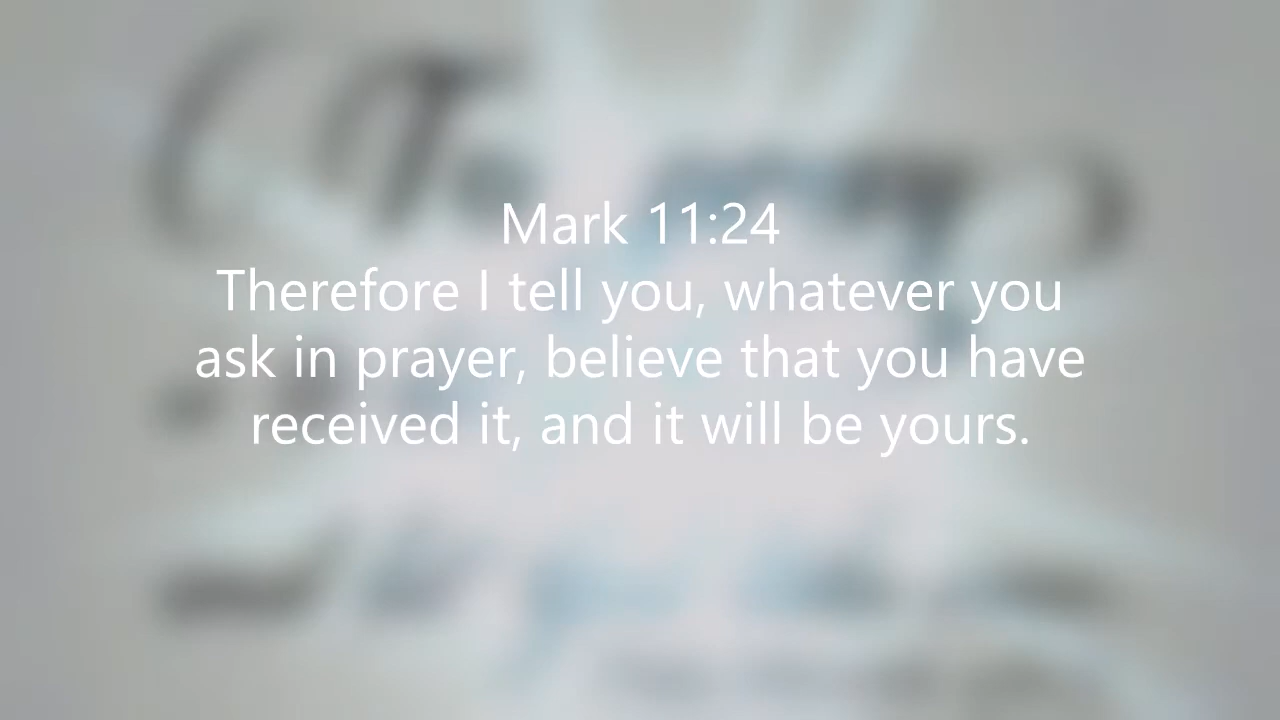 Mark 11:24
Therefore I tell you, whatever you
ask in prayer, believe that you have
received it, and it will be yours.